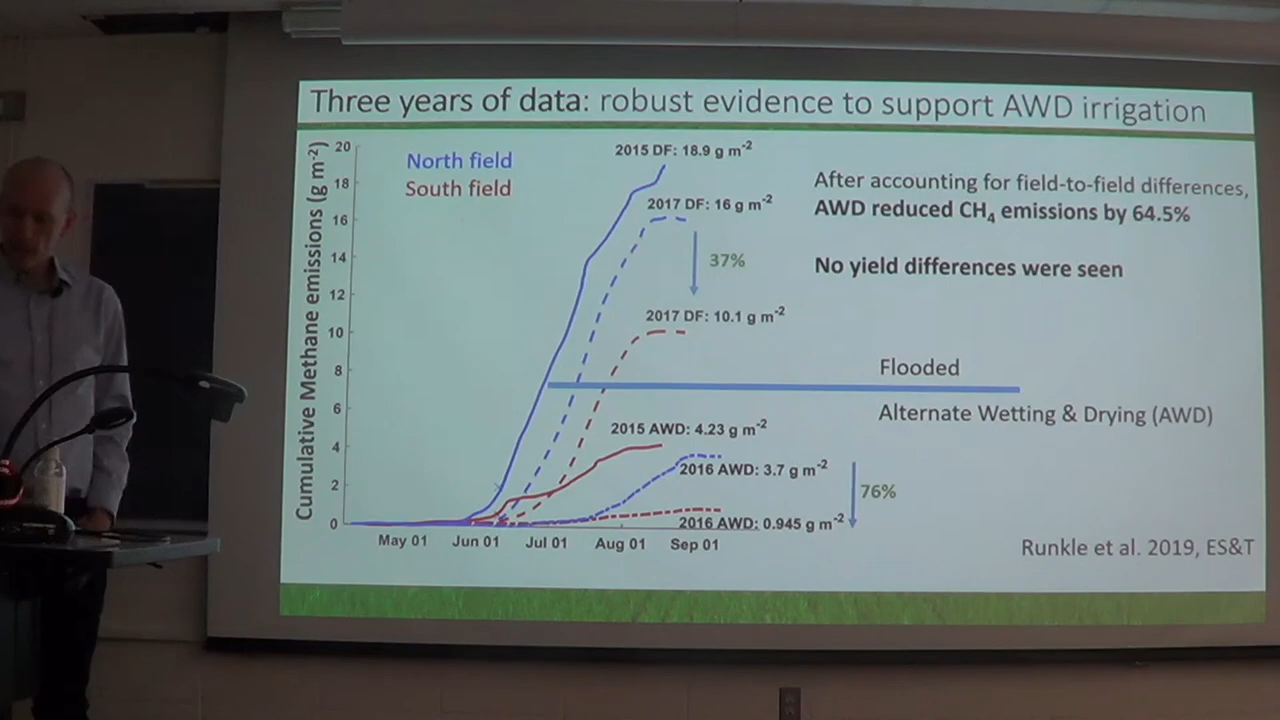 Three years of data: robust evidence to support AWD irrigation
Cumulative Methane emissions (g m-2)
20
18
16
14
12
10
8
6
4
2
0
May 01 Jun 01 Jul 01 Aug 01 Sep 01
North field
South field
2015 DF: 18.9 g m-2
2017 DF: 16 g m-2
37%
2017 DF: 10.1 g m-2
2015 AWD: 4.23 g m-2
2016 AWD: 3.7 g m-2
76%
2016 AWD: 0.945 g m-2
After accounting for field-to-field differences,
AWD reduced CH4 emissions by 64.5%
No yield differences were seen
Flooded
Alternate Wetting & Drying (AWD)
Runkle et al. 2019, ES&T